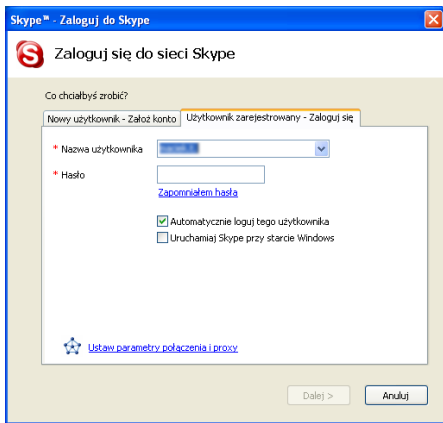 Skype™ - Zaloguj do Skype
Zaloguj się do sieci Skype
Co chciałbyś zrobić?
Nowy użytkownik - Załoź konto Użytkownik zarejestrowany - Zaloguj się
* Nazwa użytkownika
* Hasło
Zapomniałem hasła
Automatycznie loguj tego użytkownika
Uruchamiaj Skype przy starcie Windows
Ustaw parametry połączenia i proxy
Dalej > Anuluj